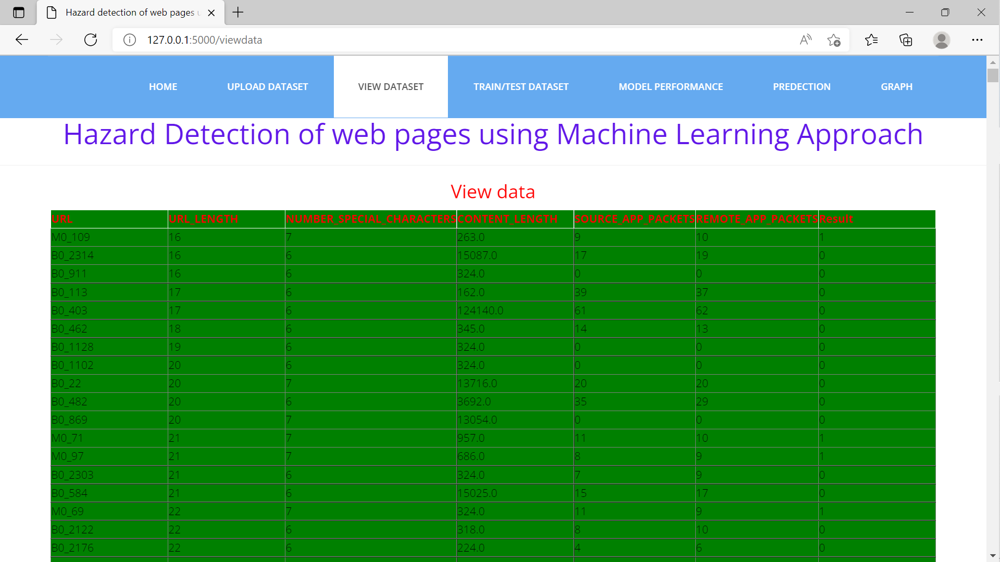 Hazard detection of web pages u
127.0.0.1:5000/viewdata
HOME UPLOAD DATASET VIEW DATASET TRAIN/TEST DATASET MODEL PERFORMANCE PREDECTION GRAPH
Hazard Detection of web pages using Machine Learning Approach
View data
URL URL_LENGTH NUMBER_SPECIAL_CHARACTERS CONTENT_LENGTH SOURCE_APP_PACKETS REMOTE_APP_PACKETS Result
M0_109 16 7 263.0 9 10 1
B0_2314 16 6 15087.0 17 19 0
B0_911 16 6 324.0 0 0 0
B0_113 17 6 162.0 39 37 0
B0_403 17 6 124140.0 61 62 0
B0_462 18 6 345.0 14 13 0
B0_1128 19 6 324.0 0 0 0
B0_1102 20 6 324.0 0 0 0
B0_22 20 7 13716.0 20 20 0
B0_482 20 6 3692.0 35 29 0
B0_869 20 7 13054.0 0 0 0
M0_71 21 7 957.0 11 10 1
M0_97 21 7 686.0 8 9 1
B0_2303 21 6 324.0 7 9 0
B0_584 21 6 15025.0 15 17 0
M0_69 22 7 324.0 11 9 1
B0_2122 22 6 318.0 8 10 0
B0_2176 22 6 224.0 4 6 0